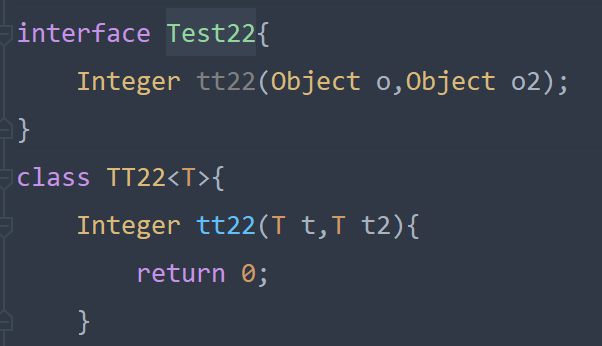 interface Test22{
    Integer tt22(Object o,Object o2);
}
class TT22<T>{
    Integer tt22(T t,T t2){
        return 0;
    }